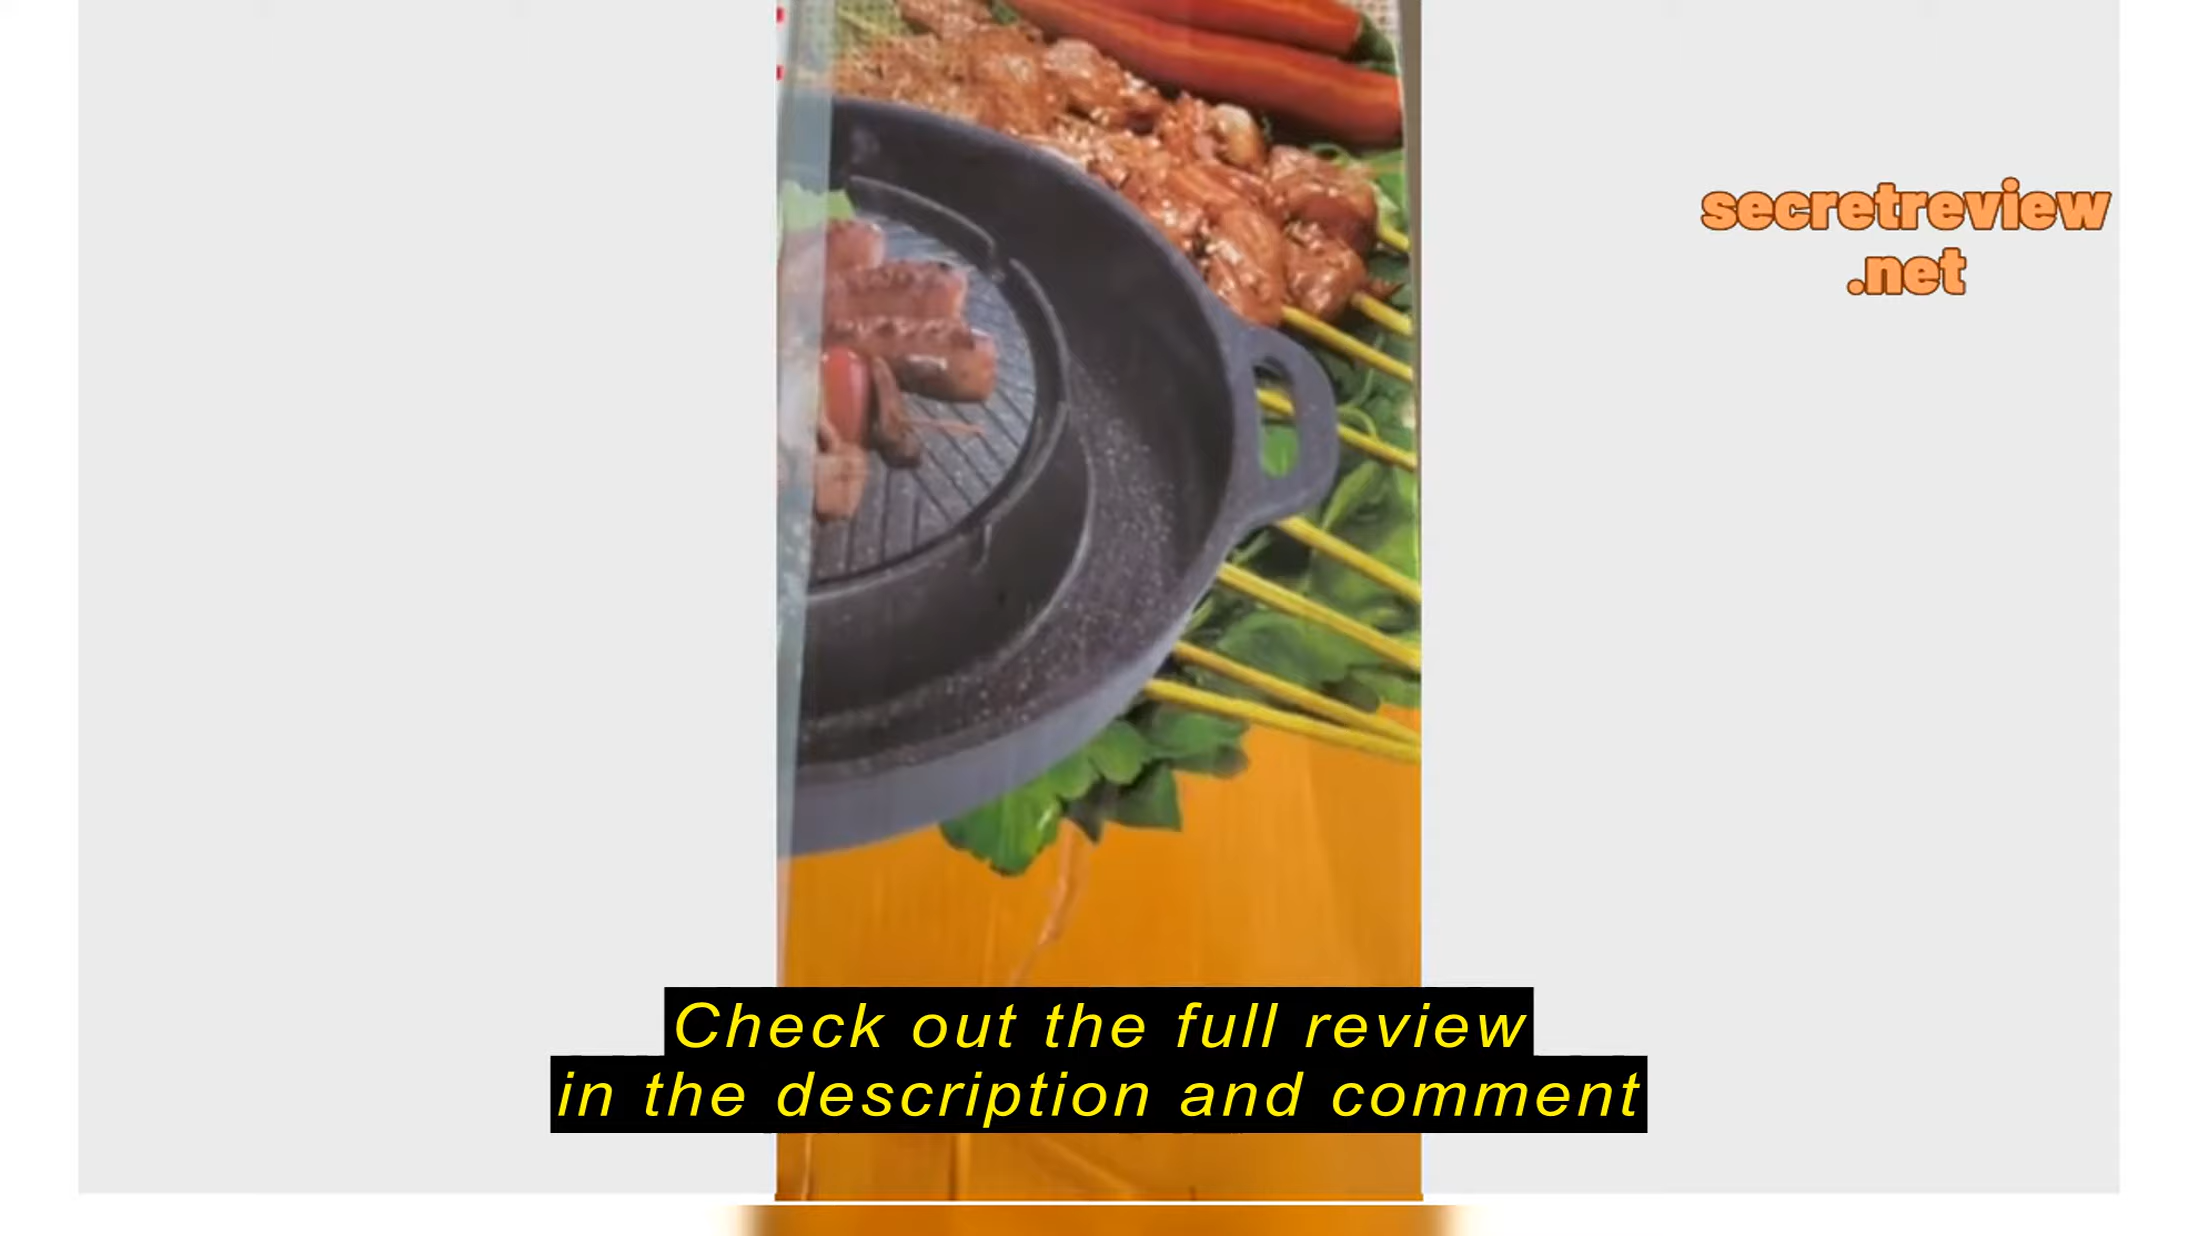 secretreview
.net
Check out the full review
in the description and comment